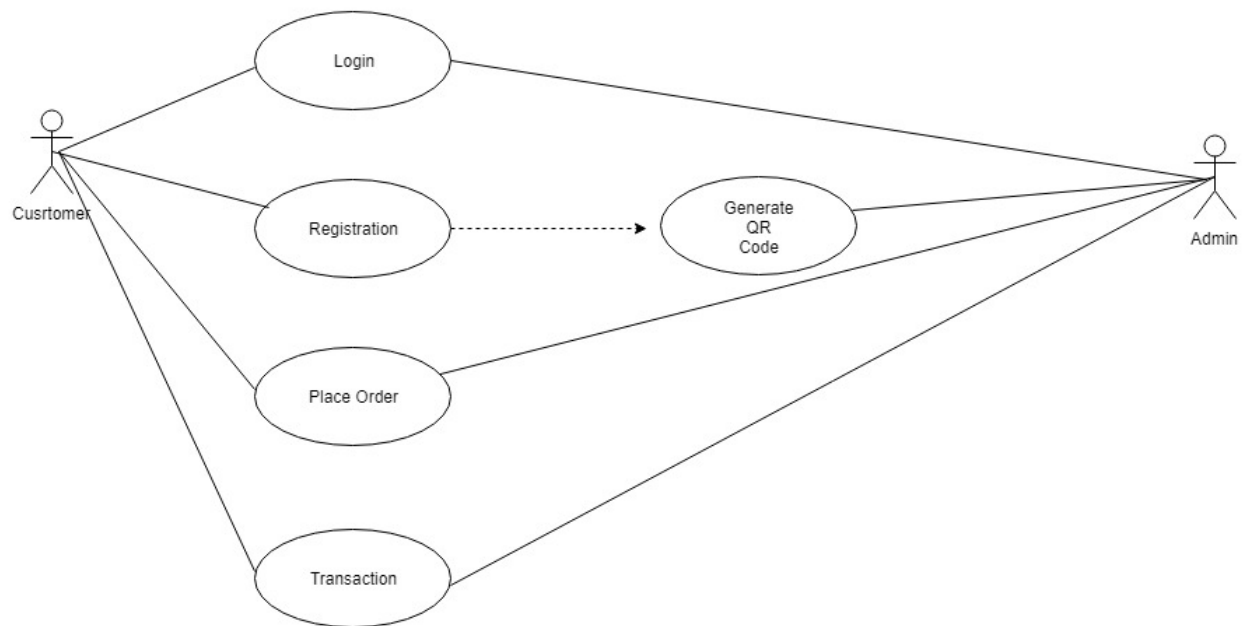 Login
Cusrtomer
Registration
Generate
QR
Code
Admin
Place Order
Transaction